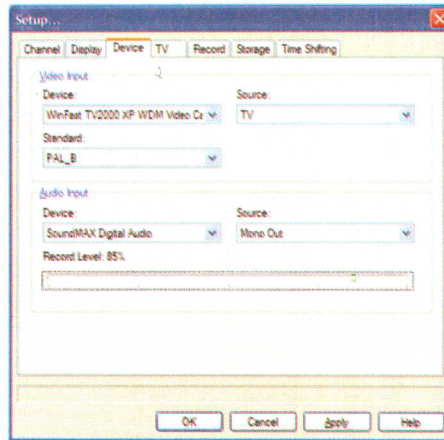 Setup...
Channel Display Device TV Record Storage Time Shifting
Video Input
Device: Source:
WinFast TV2000 XP WDM Video Ca TV
Standard:
PAL_B
Audio Input
Device: Source:
SoundMAX Digital Audio Mono Out
Record Level: 85%
OK Cancel Apply Help